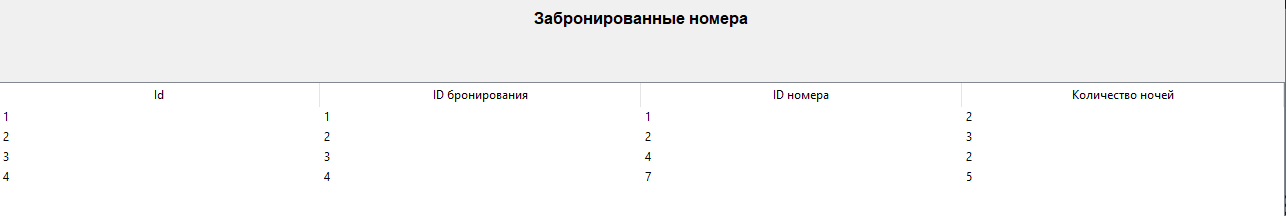 Забронированные номера
Id ID бронирования ID номера Количество ночей
1 1 1 2
2 2 2 3
3 3 4 2
4 4 7 5